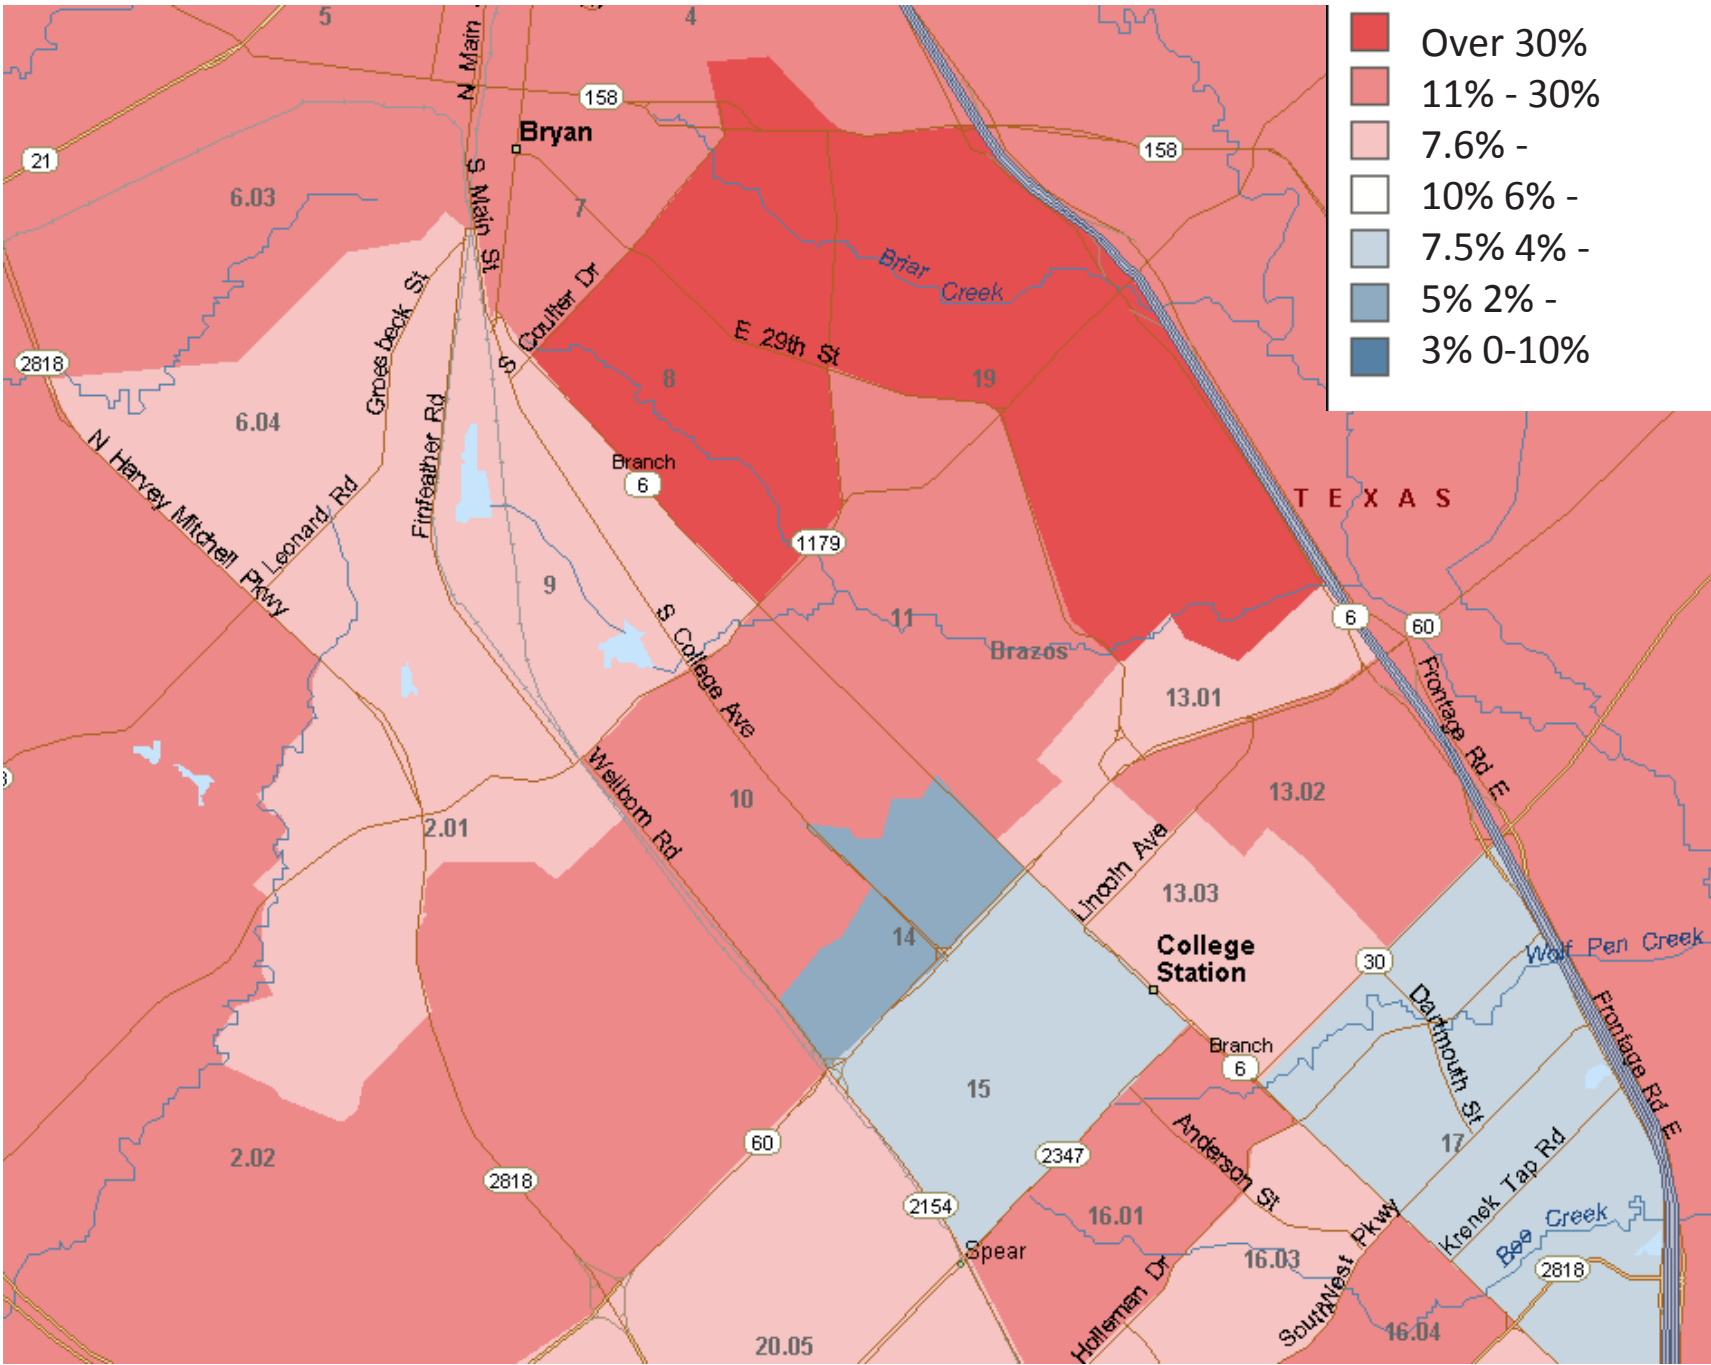 Over 30%
11% - 30%
7.6% -
10% 6% -
7.5% 4% -
5% 2% -
3% 0-10%
5
4
N Main
158
Bryan
158
21
S Main St
6.03
7
Briar
Creek
Groesbeck St
S Coulter Dr
E 29th St
2818
8
19
6.04
Finfeather Rd
N Harvey Mitchell Pkwy
Leonard Rd
Branch
6
TEXAS
1179
9
S College Ave
11
Brazos
6
60
13.01
Frontage Rd E
Wellborn Rd
10
13.02
2.01
Lincoln Ave
13.03
14
College
Station
30
Wolf Pen Creek
Dartmouth St
Frontage Rd E
Branch
6
15
60
2347
Anderson St
17
Krenek Tap Rd
2.02
2818
2154
16.01
Spear
16.03
SouthWest Pkwy
Bee Creek
2818
Holleman Dr
16.04
20.05